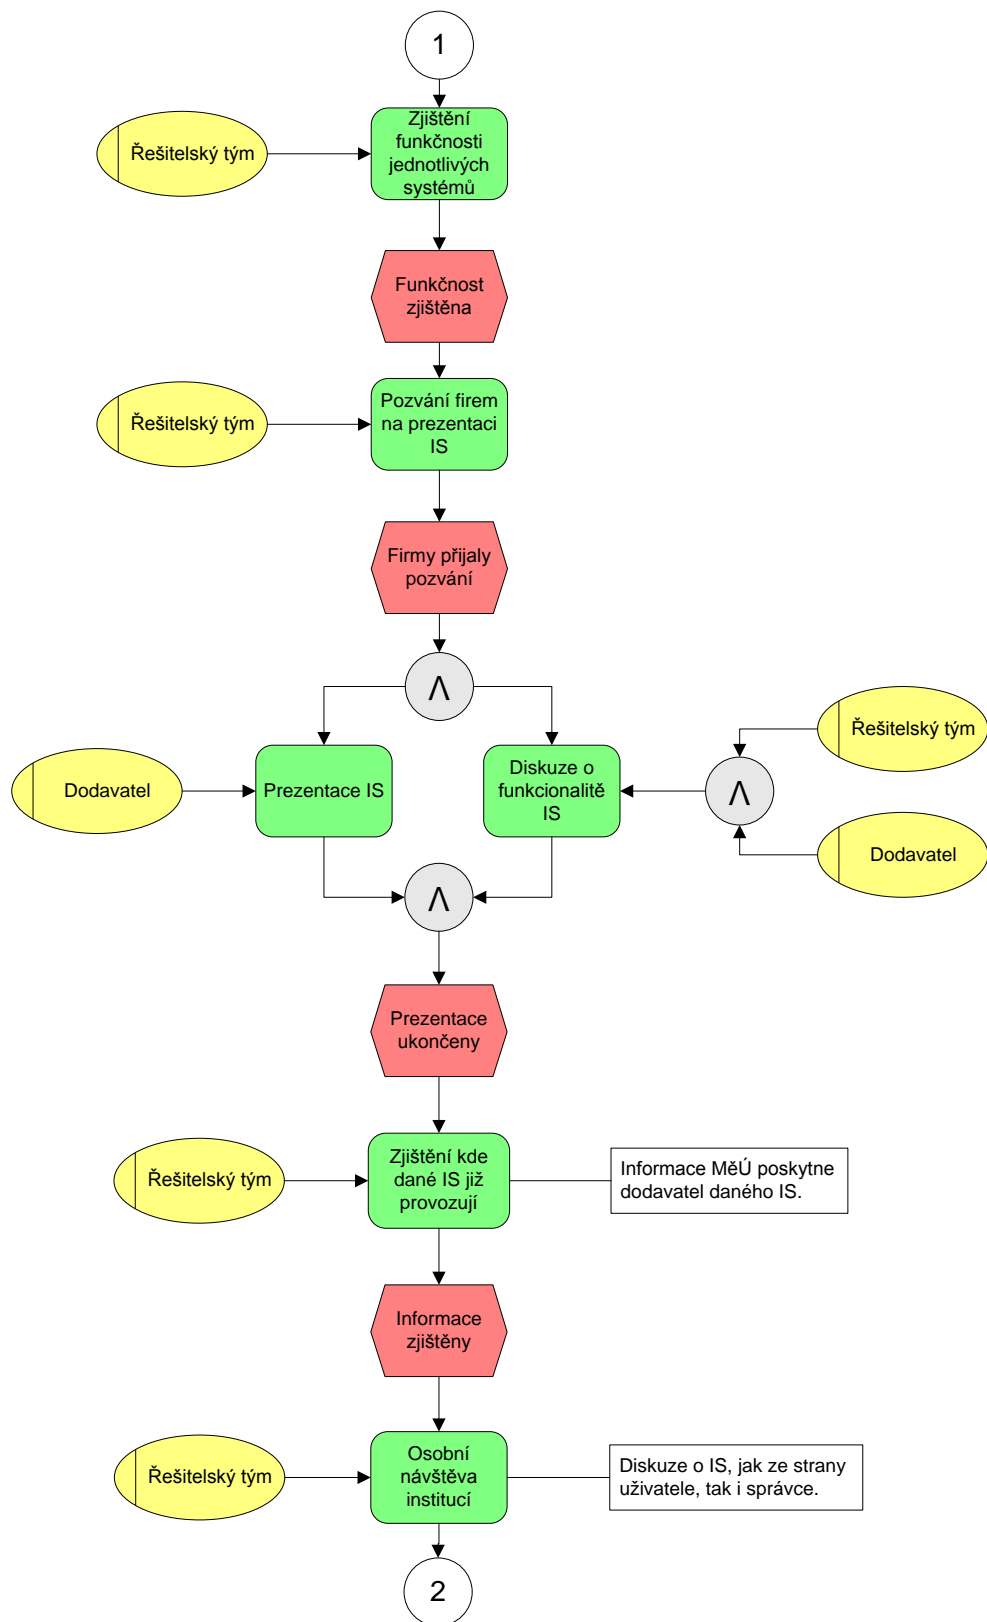 1
Řešitelský tým
Zjištění
funkčnosti
jednotlivých
systémů
Funkčnost
zjištěna
Řešitelský tým
Pozvání firem
na prezentaci
IS
Firmy přijaly
pozvání
Λ
Řešitelský tým
Dodavatel
Prezentace IS
Diskuze o
funkcionalitě
IS
Λ
Dodavatel
Λ
Prezentace
ukončeny
Řešitelský tým
Zjištění kde
dané IS již
provozují
Informace MěÚ poskytne
dodavatel daného IS.
Informace
zjištěny
Řešitelský tým
Osobní
návštěva
institucí
Diskuze o IS, jak ze strany
uživatele, tak i správce.
2